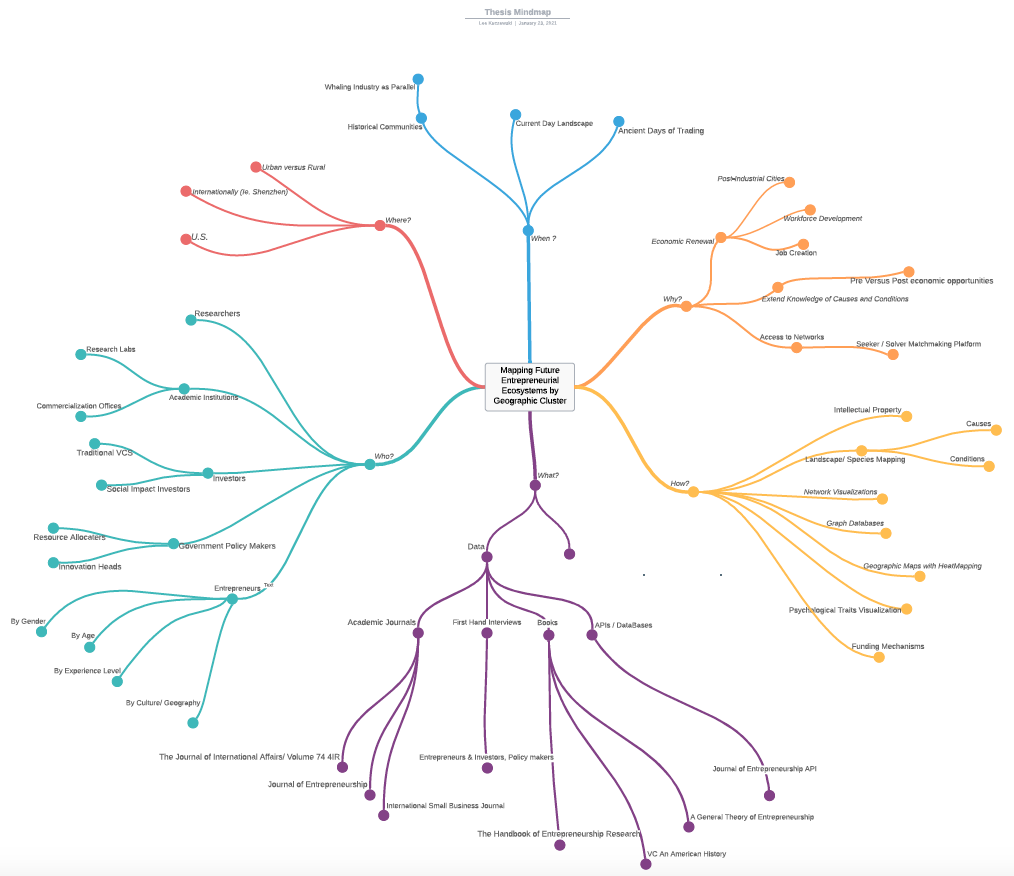 Thesis Mindmap
Lee Kurzewski | January 23, 2021
Whaling Industry as Parallel
Historical Communities
Current Day Landscape
Ancient Days of Trading
When ?
Urban versus Rural
Internationally (ie. Shenzhen)
U.S.
Where?
Post-Industrial Cities
Workforce Development
Economic Renewal
Job Creation
Pre Versus Post economic opportunities
Why?
Extend Knowledge of Causes and Conditions
Access to Networks
Seeker / Solver Matchmaking Platform
Mapping Future
Entrepreneurial
Ecosystems by
Geographic Cluster
Researchers
Research Labs
Academic Institutions
Commercialization Offices
Traditional VCS
Who?
Investors
Social Impact Investors
Resource Allocaters
Government Policy Makers
Innovation Heads
Entrepreneurs
Text
By Gender
By Age
By Experience Level
By Culture/ Geography
Intellectual Property
Causes
Landscape/ Species Mapping
Conditions
How?
Network Visualizations
Graph Databases
Geographic Maps with HeatMapping
Psychological Traits Visualization
Funding Mechanisms
What?
Data
Academic Journals
First Hand Interviews
Books
APIs / DataBases
The Journal of International Affairs/ Volume 74 4IR
Entrepreneurs & Investors, Policy makers
Journal of Entrepreneurship API
Journal of Entrepreneurship
International Small Business Journal
A General Theory of Entrepreneurship
The Handbook of Entrepreneurship Research
VC An American History